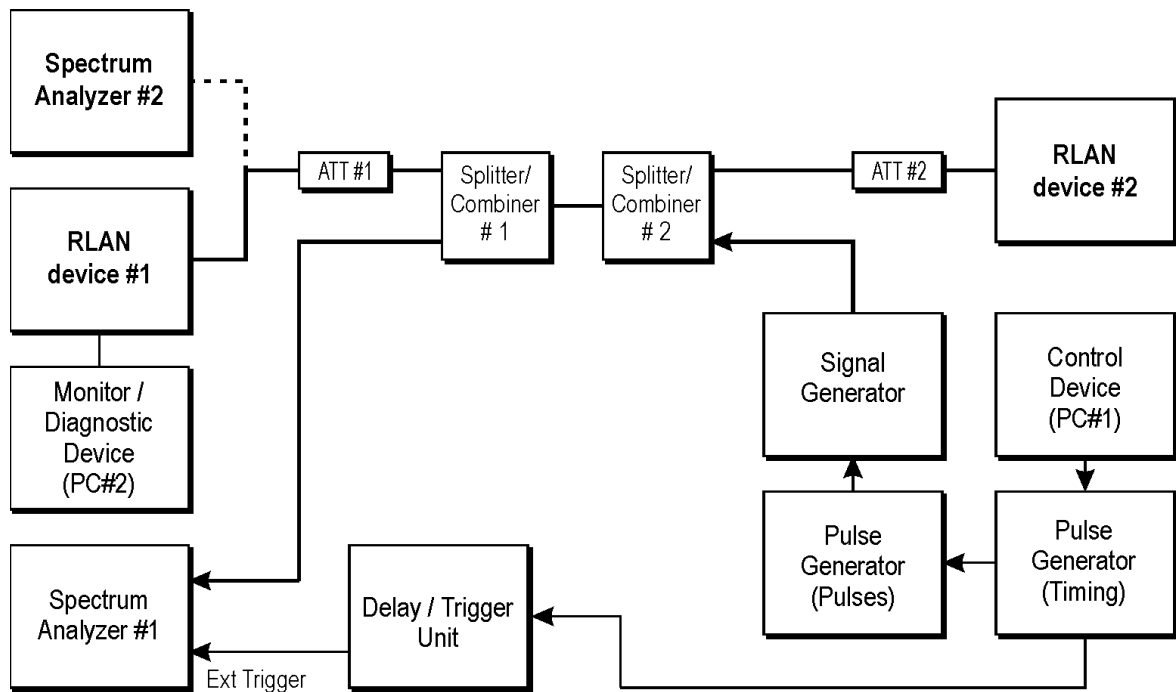 Spectrum
Analyzer #2
RLAN
device #1
Monitor /
Diagnostic
Device
(PC#2)
Spectrum
Analyzer #1
ATT #1
Splitter/
Combiner
# 1
Splitter/
Combiner
# 2
ATT #2
RLAN
device #2
Signal
Generator
Control
Device
(PC#1)
Pulse
Generator
(Pulses)
Pulse
Generator
(Timing)
Delay / Trigger
Unit
Ext Trigger